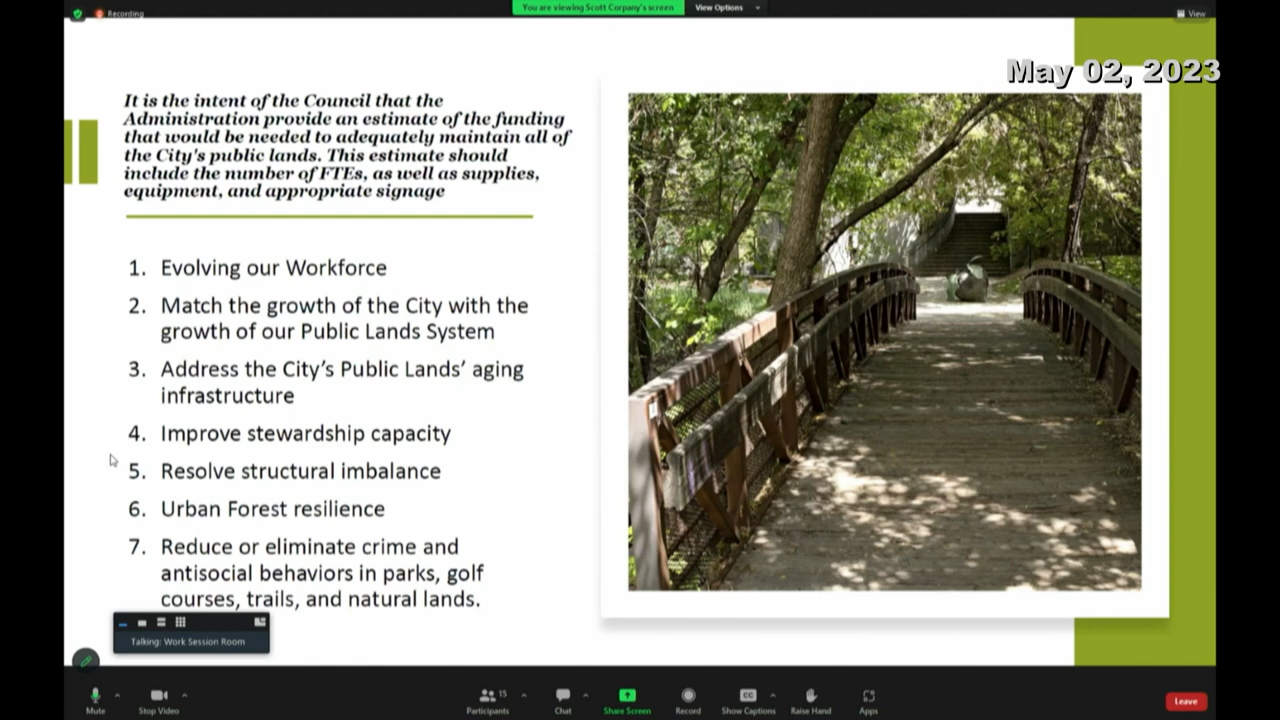 Recording
You are viewing Scott Corpany's screen
View Options
View
May 02, 2023
It is the intent of the Council that the
Administration provide an estimate of the funding
that would be needed to adequately maintain all of
the City's public lands. This estimate should
include the number of FTEs, as well as supplies,
equipment, and appropriate signage
1. Evolving our Workforce
2. Match the growth of the City with the
growth of our Public Lands System
3. Address the City's Public Lands' aging
infrastructure
4. Improve stewardship capacity
5. Resolve structural imbalance
6. Urban Forest resilience
7. Reduce or eliminate crime and
antisocial behaviors in parks, golf
courses, trails, and natural lands.
Talking: Work Session Room
Mute
Stop Video
Participants 15
Chat
Share Screen
Record
CC
Show Captions
Raise Hand
Apps
Leave